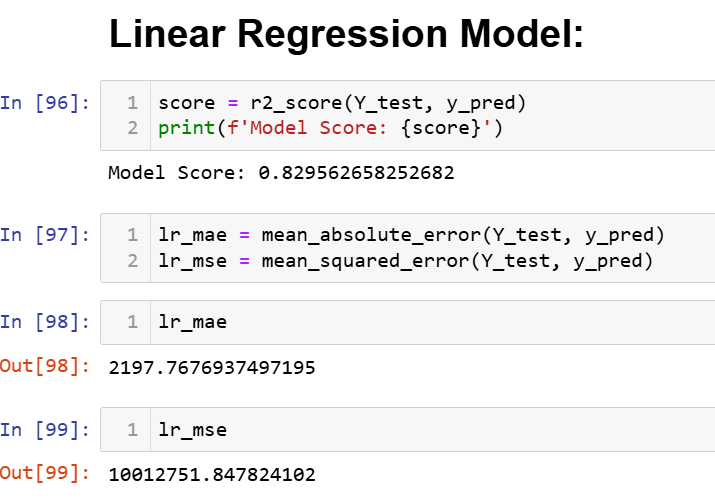 Linear Regression Model:
In [96]:
1 score = r2_score(Y_test, y_pred)
2 print(f'Model Score: {score}')
Model Score: 0.829562658252682
In [97]:
1 lr_mae = mean_absolute_error(Y_test, y_pred)
2 lr_mse = mean_squared_error(Y_test, y_pred)
In [98]:
1 lr_mae
Out[98]: 2197.7676937497195
In [99]:
1 lr_mse
Out[99]: 10012751.847824102